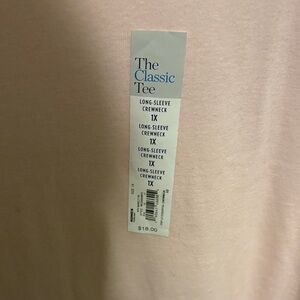 The
Classic
Tee
LONG-SLEEVE
CREWNECK
1X
LONG-SLEEVE
CREWNECK
1X
LONG-SLEEVE
CREWNECK
1X
LONG-SLEEVE
CREWNECK
1X
$18.00